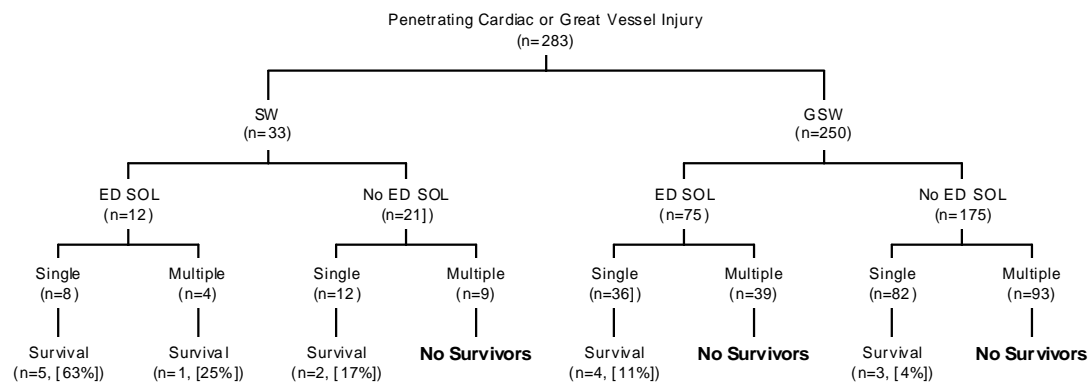 Penetrating Cardiac or Great Vessel Injury
(n=283)
SW
(n=33)
GSW
(n=250)
ED SOL
(n=12)
No ED SOL
(n=21])
ED SOL
(n=75)
No ED SOL
(n=175)
Single
(n=8)
Multiple
(n=4)
Single
(n=12)
Multiple
(n=9)
Single
(n=36])
Multiple
(n=39)
Single
(n=82)
Multiple
(n=93)
Survival
(n=5, [63%])
Survival
(n=1, [25%])
Survival
(n=2, [17%])
No Survivors
Survival
(n=4, [11%])
No Survivors
Survival
(n=3, [4%])
No Survivors